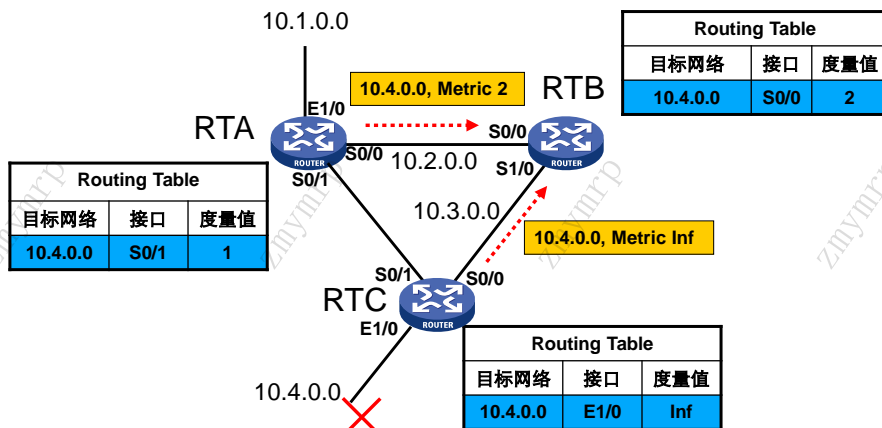 10.1.0.0
Routing Table
目标网络 接口 度量值
10.4.0.0 S0/0 2
10.4.0.0, Metric 2
RTB
E1/0
RTA
S0/0
S0/0
ROUTER
ROUTER
10.2.0.0
S0/1
S1/0
Routing Table
目标网络 接口 度量值
10.4.0.0 S0/1 1
10.3.0.0
10.4.0.0, Metric Inf
S0/1
S0/0
RTC
E1/0
ROUTER
Routing Table
目标网络 接口 度量值
10.4.0.0 E1/0 Inf
10.4.0.0
zmymrp
zmymrp
zmymrp